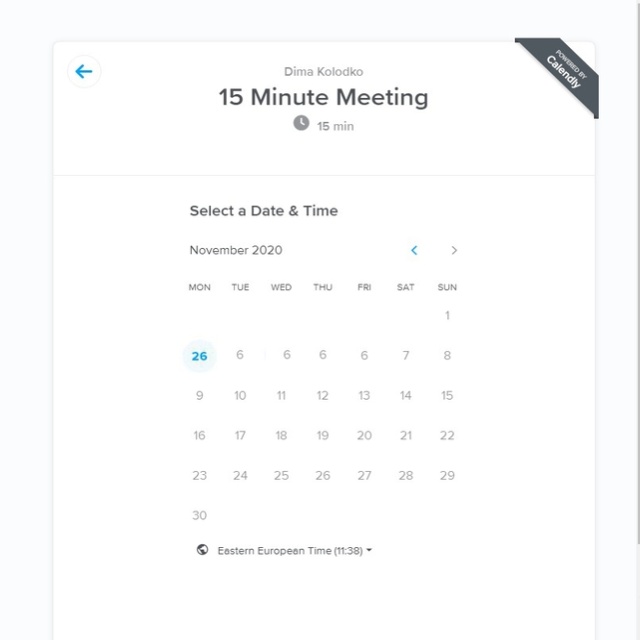 POWERED BY
Calendly
Dima Kolodko
15 Minute Meeting
15 min
Select a Date & Time
November 2020
MON TUE WED THU FRI SAT SUN
1
26 6 6 6 6 7 8
9 10 11 12 13 14 15
16 17 18 19 20 21 22
23 24 25 26 27 28 29
30
Eastern European Time (11:38)